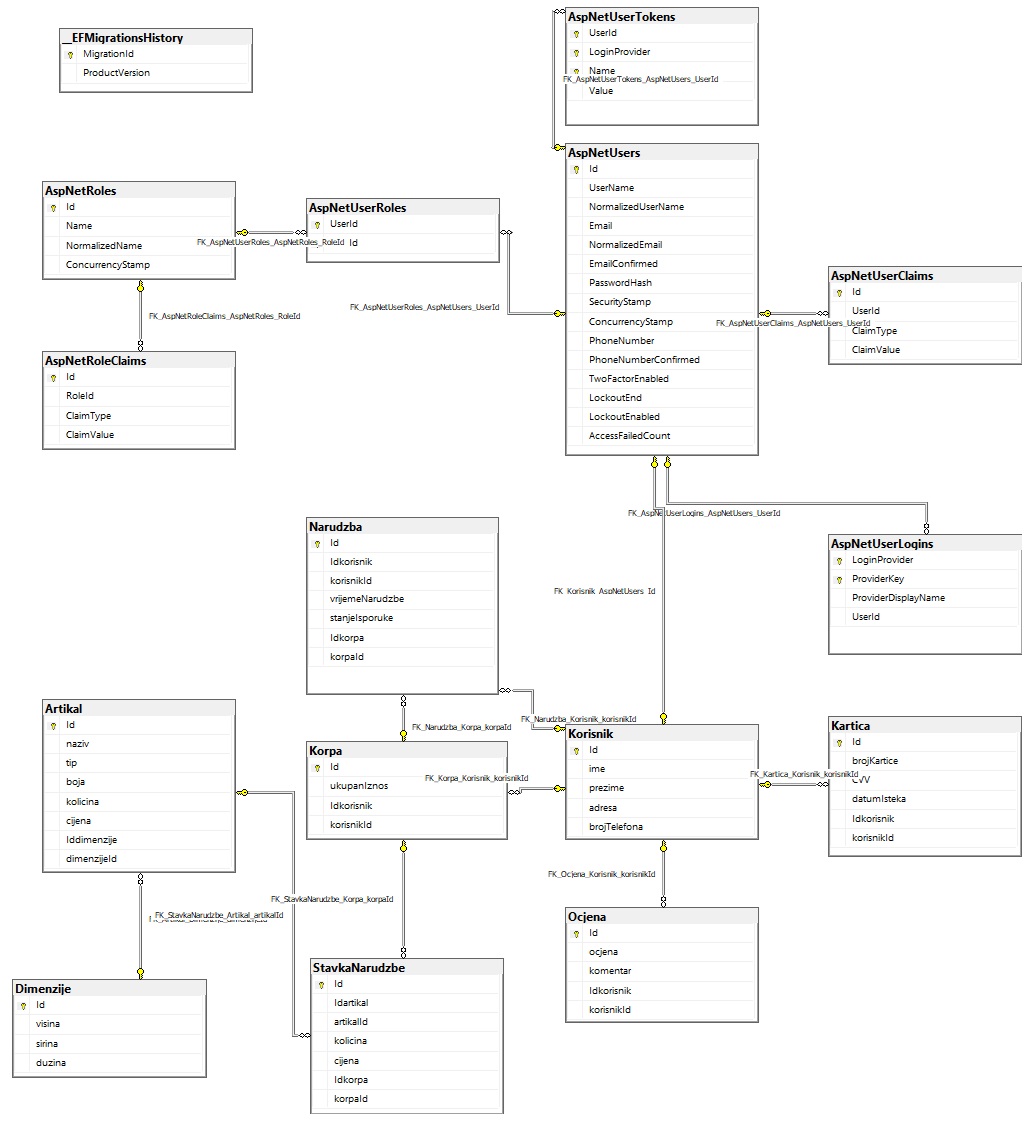 __EFMigrationsHistory
MigrationId
ProductVersion
AspNetUserTokens
UserId
LoginProvider
Name
FK_AspNetUserTokens_AspNetUsers_UserId
Value
AspNetUsers
Id
UserName
NormalizedUserName
Email
NormalizedEmail
EmailConfirmed
PasswordHash
SecurityStamp
ConcurrencyStamp
PhoneNumber
PhoneNumberConfirmed
TwoFactorEnabled
LockoutEnd
LockoutEnabled
AccessFailedCount
AspNetRoles
Id
Name
NormalizedName
ConcurrencyStamp
AspNetUserRoles
UserId
Id
FK_AspNetUserRoles_AspNetRoles_RoleId
FK_AspNetUserRoles_AspNetUsers_UserId
FK_AspNetRoleClaims_AspNetRoles_RoleId
AspNetUserClaims
Id
UserId
FK_AspNetUserClaims_AspNetUsers_UserId
ClaimType
ClaimValue
AspNetRoleClaims
Id
RoleId
ClaimType
ClaimValue
FK_AspNetUserLogins_AspNetUsers_UserId
AspNetUserLogins
LoginProvider
ProviderKey
ProviderDisplayName
UserId
Narudzba
Id
Idkorisnik
korisnikId
vrijemeNarudzbe
stanjeIsporuke
Idkorpa
korpaId
FK_Korisnik_AspNetUsers_Id
FK_Narudzba_Korpa_korpaId
FK_Narudzba_Korisnik_korisnikId
Artikal
Id
naziv
tip
boja
kolicina
cijena
Iddimenzije
dimenzijeId
Korpa
Id
ukupanIznos
Idkorisnik
korisnikId
FK_Korpa_Korisnik_korisnikId
Korisnik
Id
ime
prezime
adresa
brojTelefona
FK_Kartica_Korisnik_korisnikId
Kartica
Id
brojKartice
CVV
datumIsteka
Idkorisnik
korisnikId
FK_Ocjena_Korisnik_korisnikId
FK_StavkaNarudzbe_Korpa_korpaId
FK_StavkaNarudzbe_Artikal_artikalId
Ocjena
Id
ocjena
komentar
Idkorisnik
korisnikId
StavkaNarudzbe
Id
Idartikal
artikalId
kolicina
cijena
Idkorpa
korpaId
Dimenzije
Id
visina
sirina
duzina